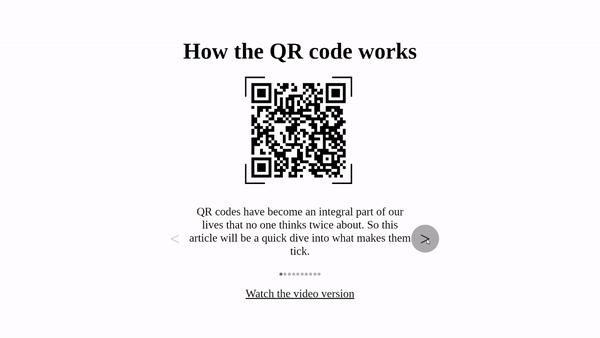 How the QR code works
QR codes have become an integral part of our
lives that no one thinks twice about. So this
< article will be a quick dive into what makes them >
tick.
Watch the video version